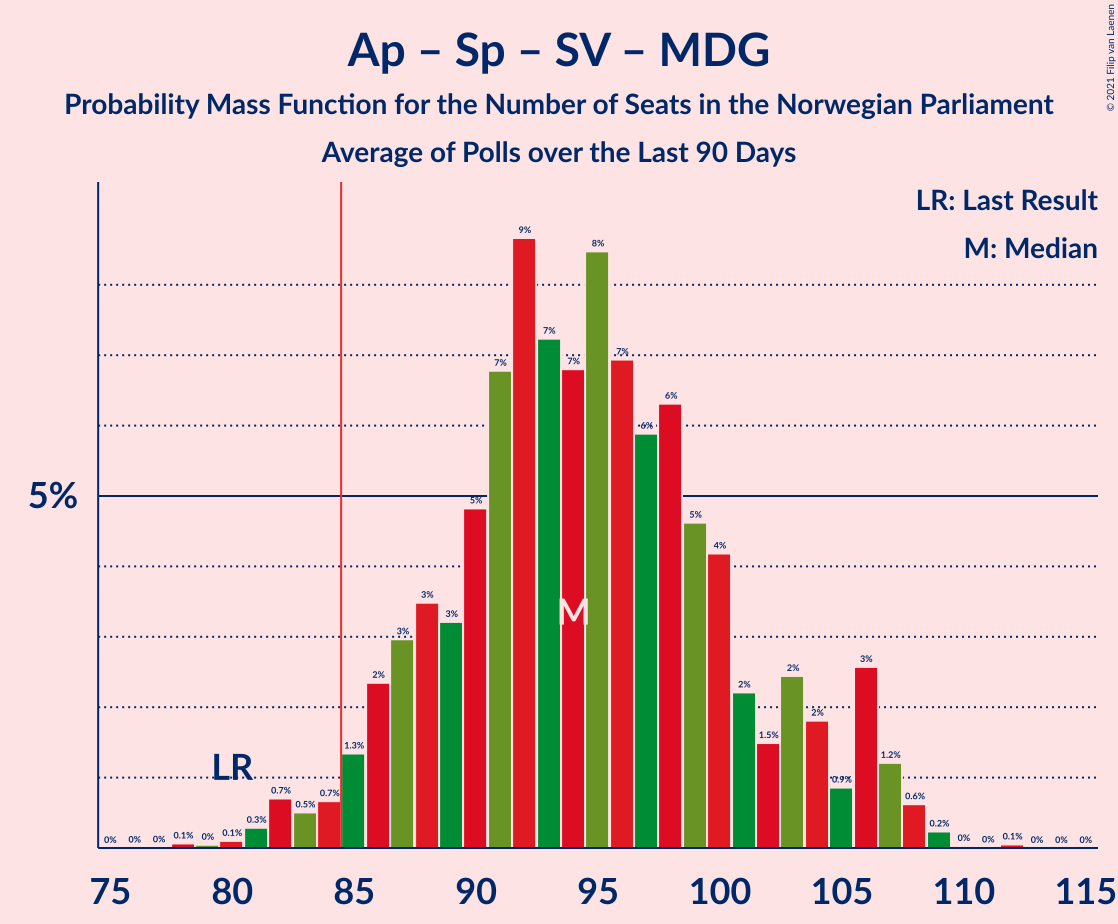 Ap – Sp – SV – MDG
Probability Mass Function for the Number of Seats in the Norwegian Parliament
Average of Polls over the Last 90 Days
© 2021 Filip van Laenen
LR: Last Result
M: Median
5%
LR
M
0% 0% 0% 0.1% 0% 0.1% 0.3% 0.7% 0.5% 0.7% 1.3% 2% 3% 3% 3% 5% 7% 9% 7% 7% 8% 7% 6% 6% 5% 4% 2% 1.5% 2% 2% 0.9% 3% 1.2% 0.6% 0.2% 0% 0% 0.1% 0% 0% 0%
75 80 85 90 95 100 105 110 115